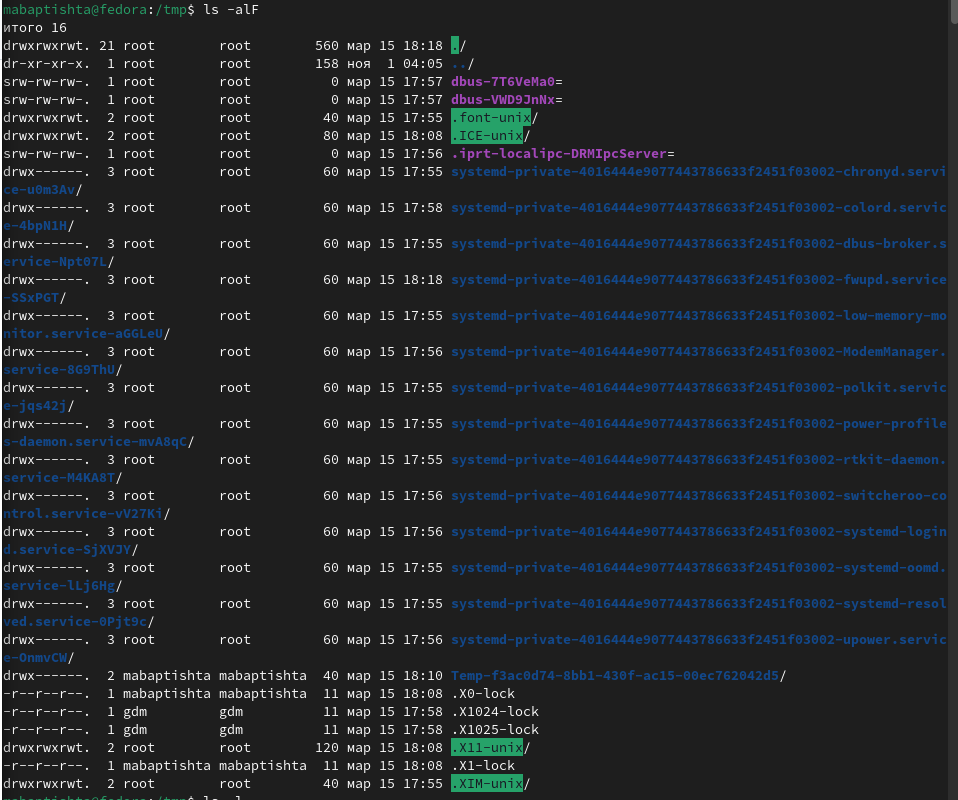 mabaptishta@fedora:/tmp$ ls -alF
итого 16
drwxrwxrwt. 21 root        root        560 мар 15 18:18 ./
dr-xr-xr-x.  1 root        root        158 ноя  1 04:05 ../
srw-rw-rw-.  1 root        root          0 мар 15 17:57 dbus-7T6VeMa0=
srw-rw-rw-.  1 root        root          0 мар 15 17:57 dbus-VWD9JnNx=
drwxrwxrwt.  2 root        root         40 мар 15 17:55 .font-unix/
drwxrwxrwt.  2 root        root         80 мар 15 18:08 .ICE-unix/
srw-rw-rw-.  1 root        root          0 мар 15 17:56 .iprt-localipc-DRMIpcServer=
drwx------.  3 root        root         60 мар 15 17:55 systemd-private-4016444e9077443786633f2451f03002-chronyd.servi
ce-u0m3Av/
drwx------.  3 root        root         60 мар 15 17:58 systemd-private-4016444e9077443786633f2451f03002-colord.servic
e-4bpN1H/
drwx------.  3 root        root         60 мар 15 17:55 systemd-private-4016444e9077443786633f2451f03002-dbus-broker.s
ervice-Npt07L/
drwx------.  3 root        root         60 мар 15 18:18 systemd-private-4016444e9077443786633f2451f03002-fwupd.service
-SSxPGT/
drwx------.  3 root        root         60 мар 15 17:55 systemd-private-4016444e9077443786633f2451f03002-low-memory-mo
nitor.service-aGGLeU/
drwx------.  3 root        root         60 мар 15 17:56 systemd-private-4016444e9077443786633f2451f03002-ModemManager.
service-8G9ThU/
drwx------.  3 root        root         60 мар 15 17:55 systemd-private-4016444e9077443786633f2451f03002-polkit.servic
e-jqs42j/
drwx------.  3 root        root         60 мар 15 17:55 systemd-private-4016444e9077443786633f2451f03002-power-profile
s-daemon.service-mvA8qC/
drwx------.  3 root        root         60 мар 15 17:55 systemd-private-4016444e9077443786633f2451f03002-rtkit-daemon.
service-M4KA8T/
drwx------.  3 root        root         60 мар 15 17:56 systemd-private-4016444e9077443786633f2451f03002-switcheroo-co
ntrol.service-vV27Ki/
drwx------.  3 root        root         60 мар 15 17:56 systemd-private-4016444e9077443786633f2451f03002-systemd-login
d.service-SjXVJY/
drwx------.  3 root        root         60 мар 15 17:55 systemd-private-4016444e9077443786633f2451f03002-systemd-oomd.
service-lLj6Hg/
drwx------.  3 root        root         60 мар 15 17:55 systemd-private-4016444e9077443786633f2451f03002-systemd-resol
ved.service-0Pjt9c/
drwx------.  3 root        root         60 мар 15 17:56 systemd-private-4016444e9077443786633f2451f03002-upower.servic
e-OnmvCW/
drwx------.  2 mabaptishta mabaptishta  40 мар 15 18:10 Temp-f3ac0d74-8bb1-430f-ac15-00ec762042d5/
-r--r--r--.  1 mabaptishta mabaptishta  11 мар 15 18:08 .X0-lock
-r--r--r--.  1 gdm         gdm          11 мар 15 17:58 .X1024-lock
-r--r--r--.  1 gdm         gdm          11 мар 15 17:58 .X1025-lock
drwxrwxrwt.  2 root        root        120 мар 15 18:08 .X11-unix/
-r--r--r--.  1 mabaptishta mabaptishta  11 мар 15 18:08 .X1-lock
drwxrwxrwt.  2 root        root         40 мар 15 17:55 .XIM-unix/